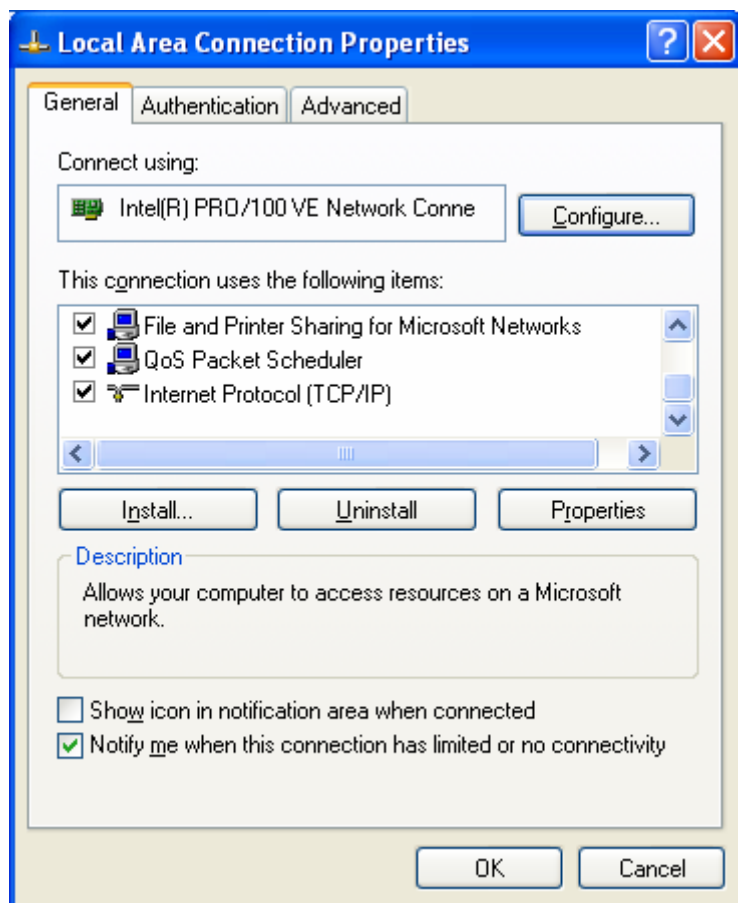 Local Area Connection Properties
General
Authentication
Advanced
Connect using:
Intel(R) PRO/100 VE Network Conne
Configure...
This connection uses the following items:
File and Printer Sharing for Microsoft Networks
QoS Packet Scheduler
Internet Protocol (TCP/IP)
Install...
Uninstall
Properties
Description
Allows your computer to access resources on a Microsoft
network.
Show icon in notification area when connected
Notify me when this connection has limited or no connectivity
OK
Cancel